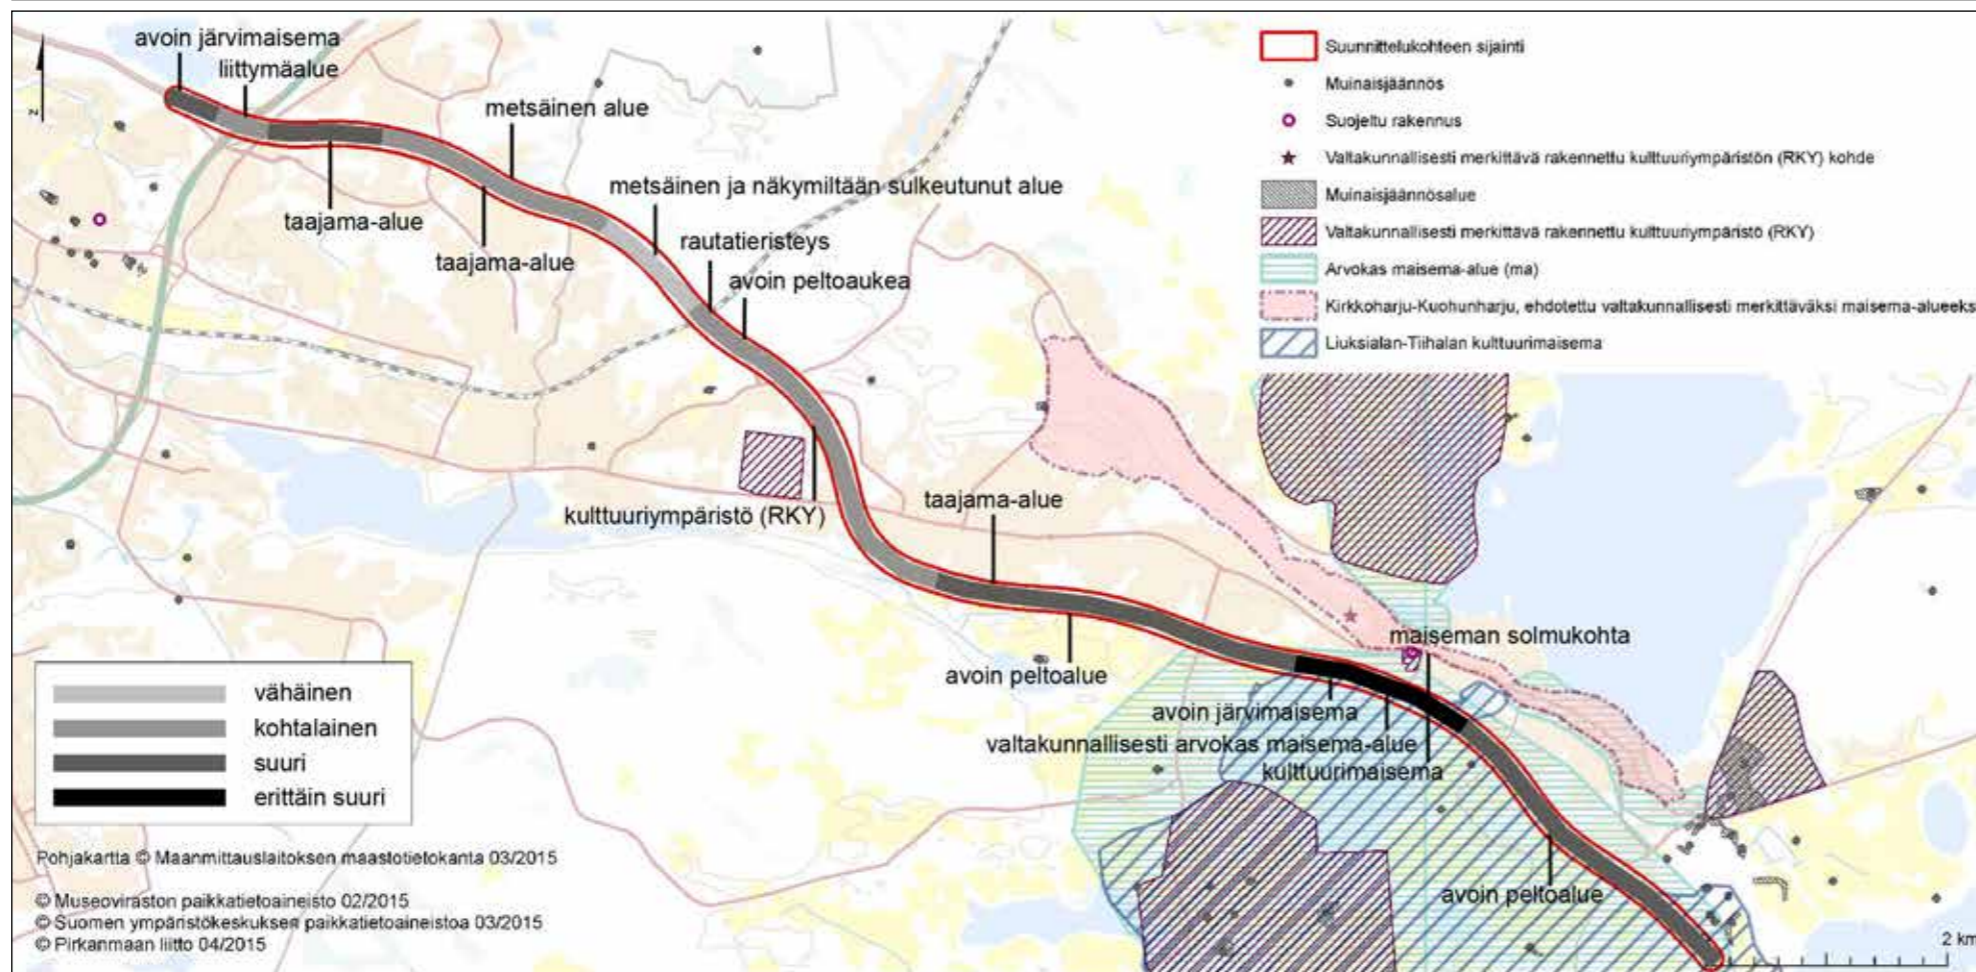 avoin järvimaisema
liittymäalue
metsäinen alue
metsäinen ja näkymiltään sulkeutunut alue
taajama-alue
taajama-alue
rautatieristeys
avoin peltoaukea
kulttuuriympäristö (RKY)
taajama-alue
avoin peltoalue
maiseman solmukohta
avoin järvimaisema
valtakunnallisesti arvokas maisema-alue
kulttuurimaisema
avoin peltoalue
z
Suunnittelukohteen sijainti
Muinaisjäännös
Suojeltu rakennus
Valtakunnallisesti merkittävä rakennettu kulttuuriympäristön (RKY) kohde
Muinaisjäännösalue
Valtakunnallisesti merkittävä rakennettu kulttuuriympäristö (RKY)
Arvokas maisema-alue (ma)
Kirkkoharju-Kuohunharju, ehdotettu valtakunnallisesti merkittäväksi maisema-alueeks
Liuksialan-Tiihalan kulttuurimaisema
vähäinen
kohtalainen
suuri
erittäin suuri
Pohjakartta © Maanmittauslaitoksen maastotietokanta 03/2015
© Museoviraston paikkatietoaineisto 02/2015
© Suomen ympäristökeskuksen paikkatietoaineistoa 03/2015
© Pirkanmaan liitto 04/2015
2 km